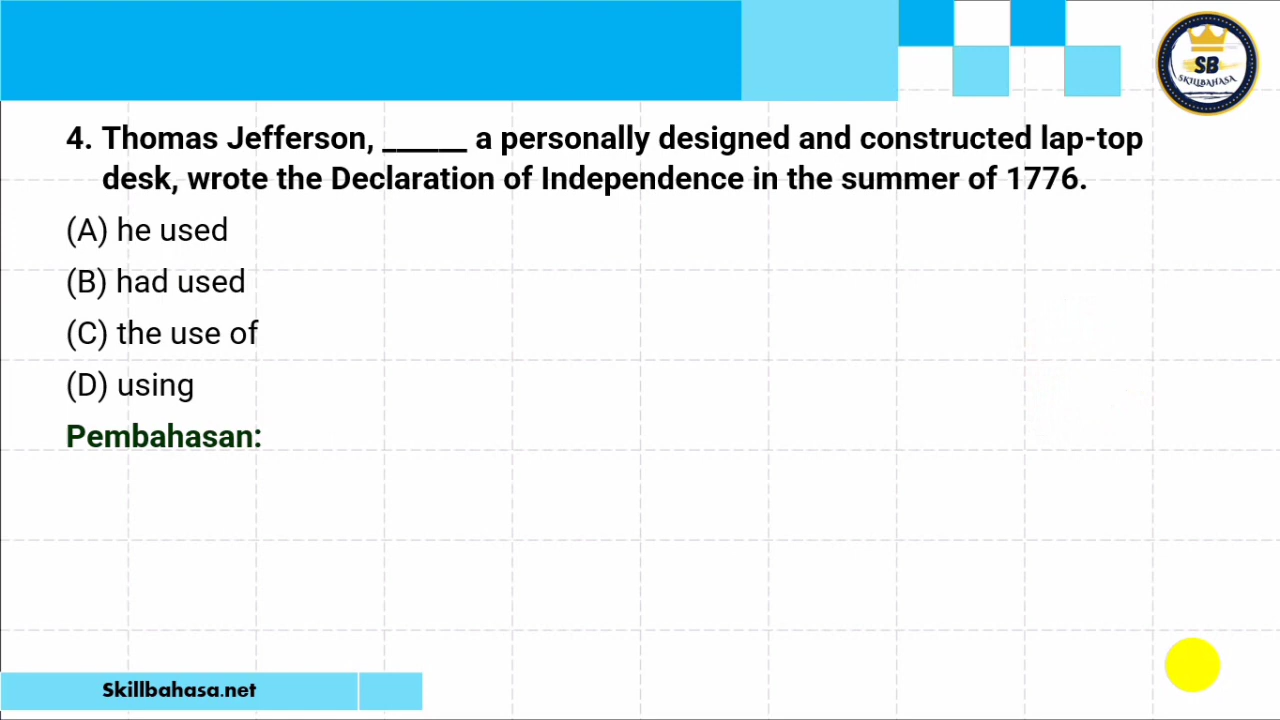 SB
SKILLBAHASA
4. Thomas Jefferson, ______ a personally designed and constructed lap-top
desk, wrote the Declaration of Independence in the summer of 1776.
(A) he used
(B) had used
(C) the use of
(D) using
Pembahasan:
Skillbahasa.net